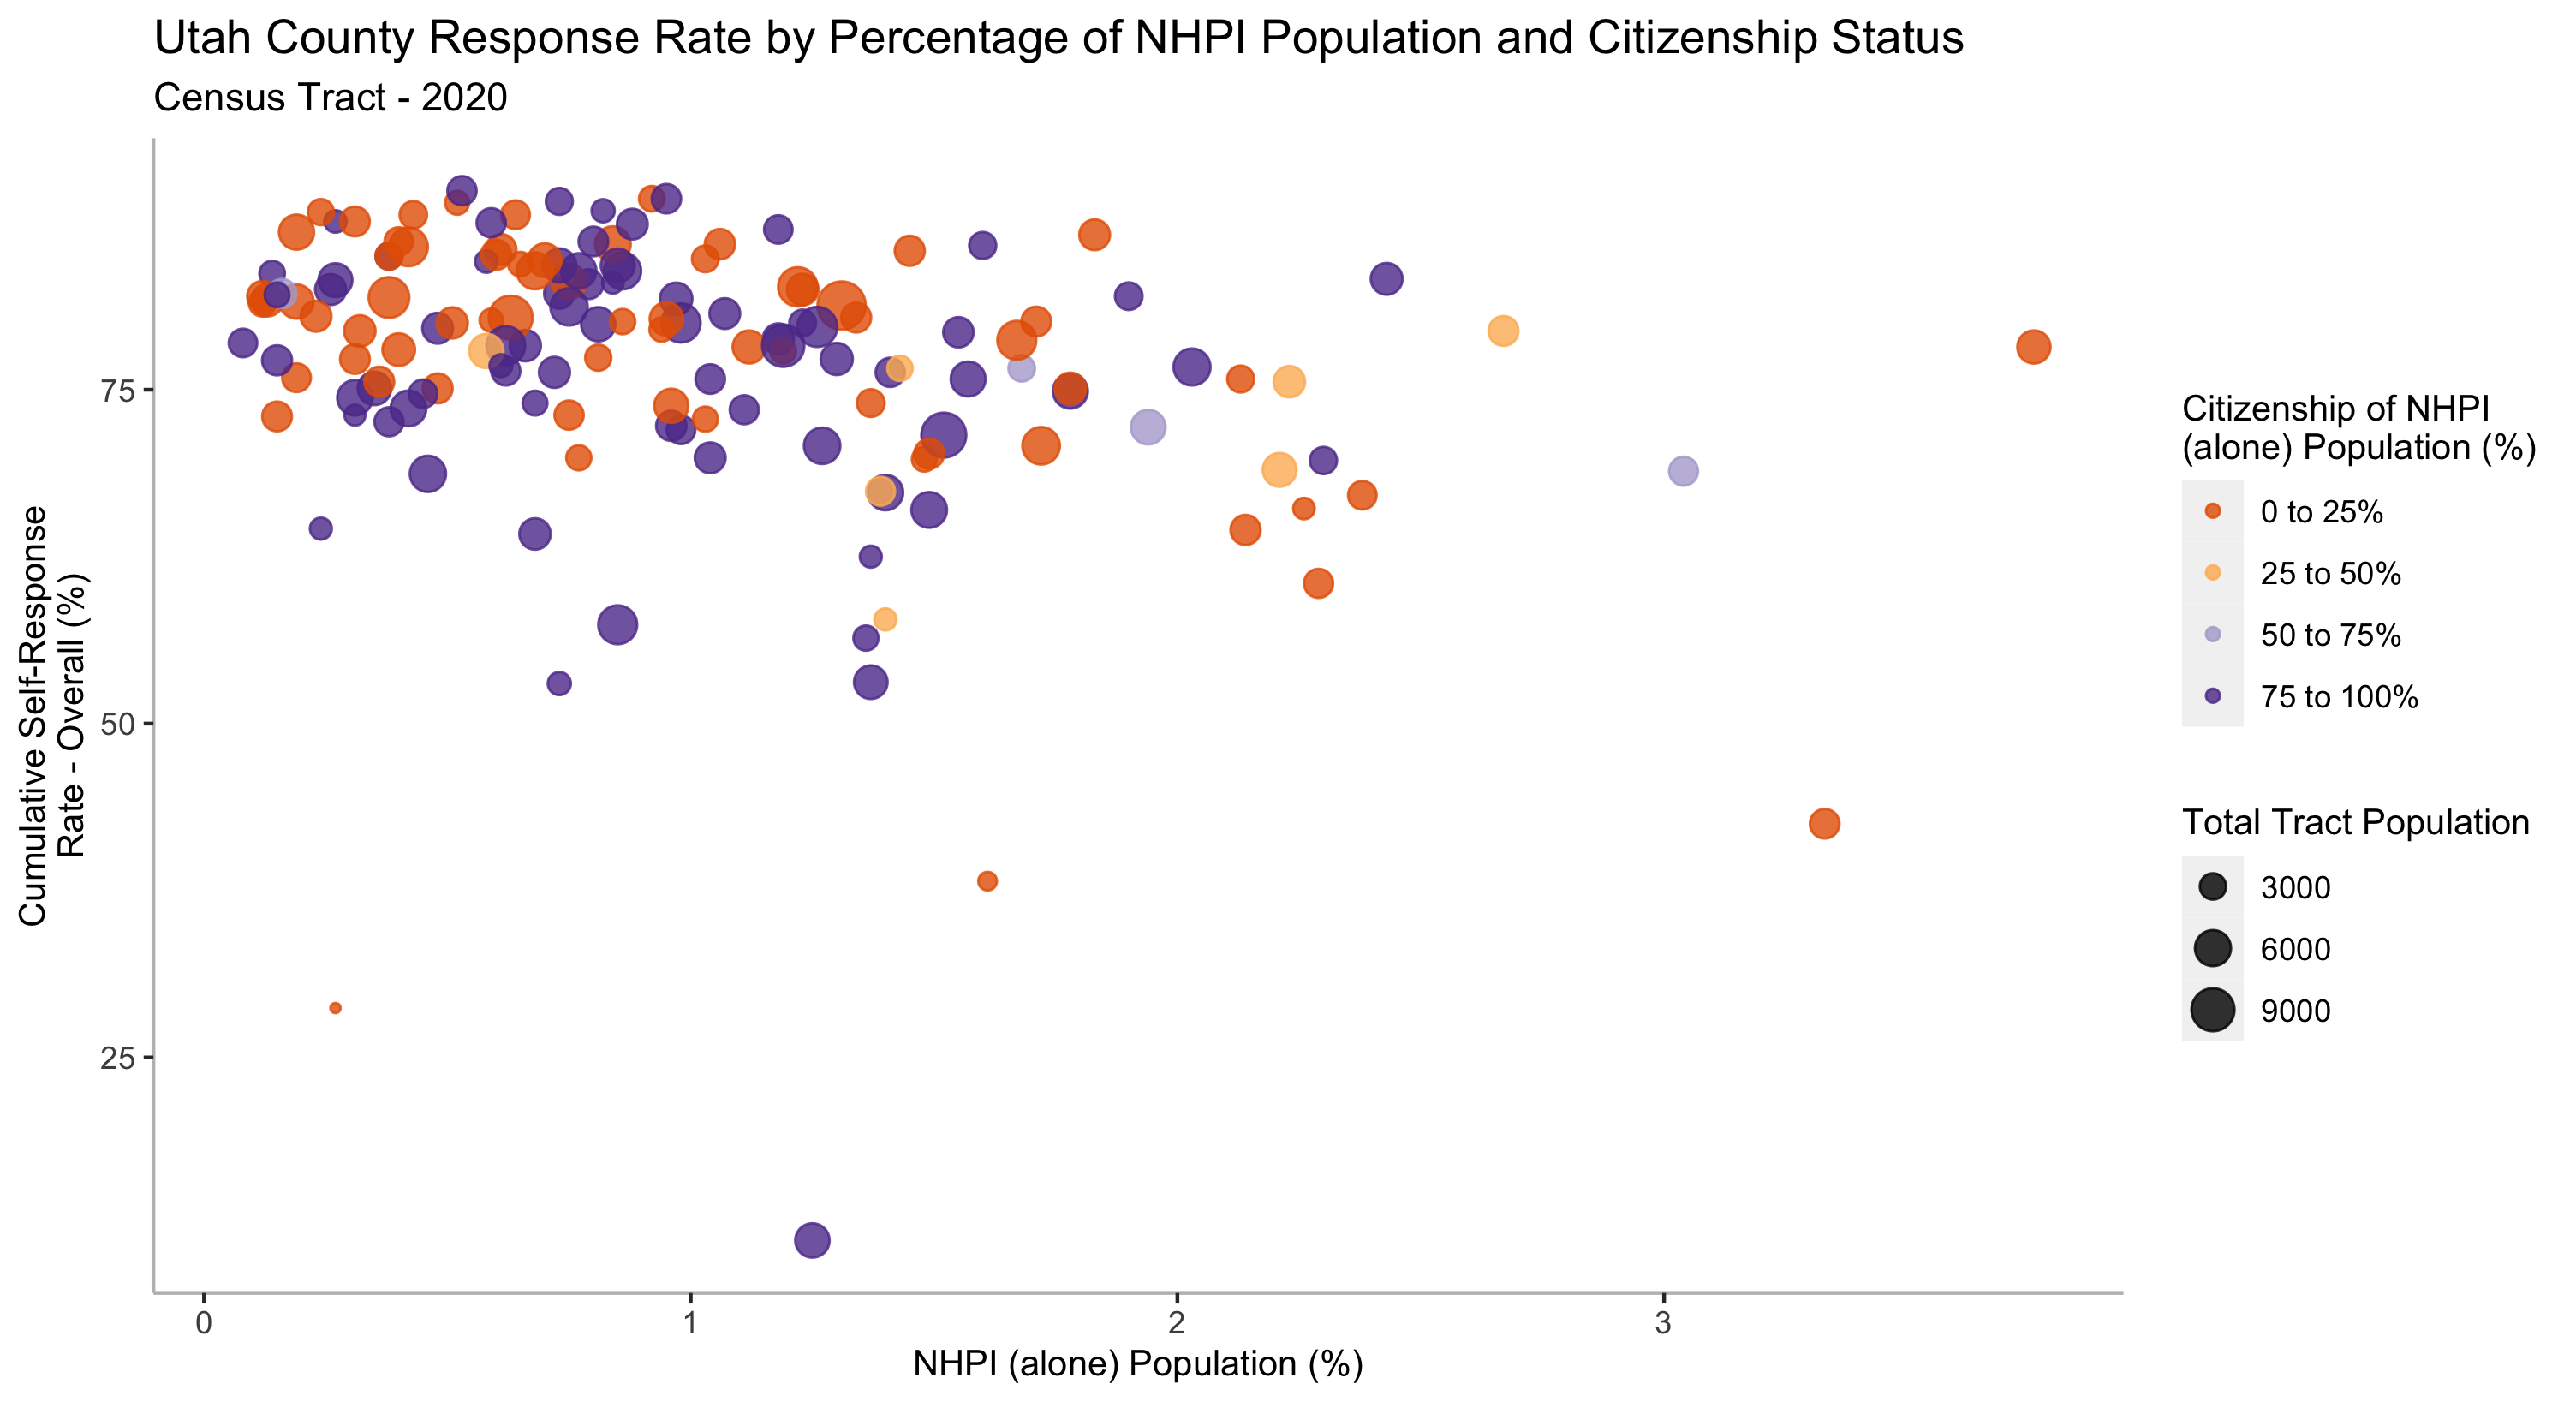 Utah County Response Rate by Percentage of NHPI Population and Citizenship Status
Census Tract - 2020
Cumulative Self-Response
Rate - Overall (%)
75
50
25
0
1
2
3
NHPI (alone) Population (%)
Citizenship of NHPI
(alone) Population (%)
0 to 25%
25 to 50%
50 to 75%
75 to 100%
Total Tract Population
3000
6000
9000